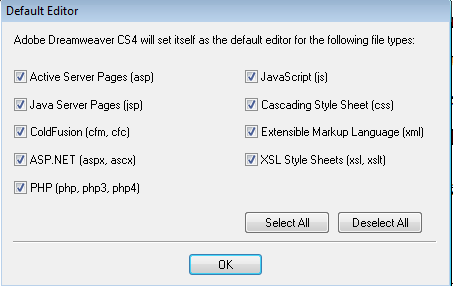 Default Editor
Adobe Dreamweaver CS4 will set itself as the default editor for the following file types:
Active Server Pages (asp)
Java Server Pages (jsp)
ColdFusion (cfm, cfc)
ASP.NET (aspx, ascx)
PHP (php, php3, php4)
JavaScript (js)
Cascading Style Sheet (css)
Extensible Markup Language (xml)
XSL Style Sheets (xsl, xslt)
Select All
Deselect All
OK